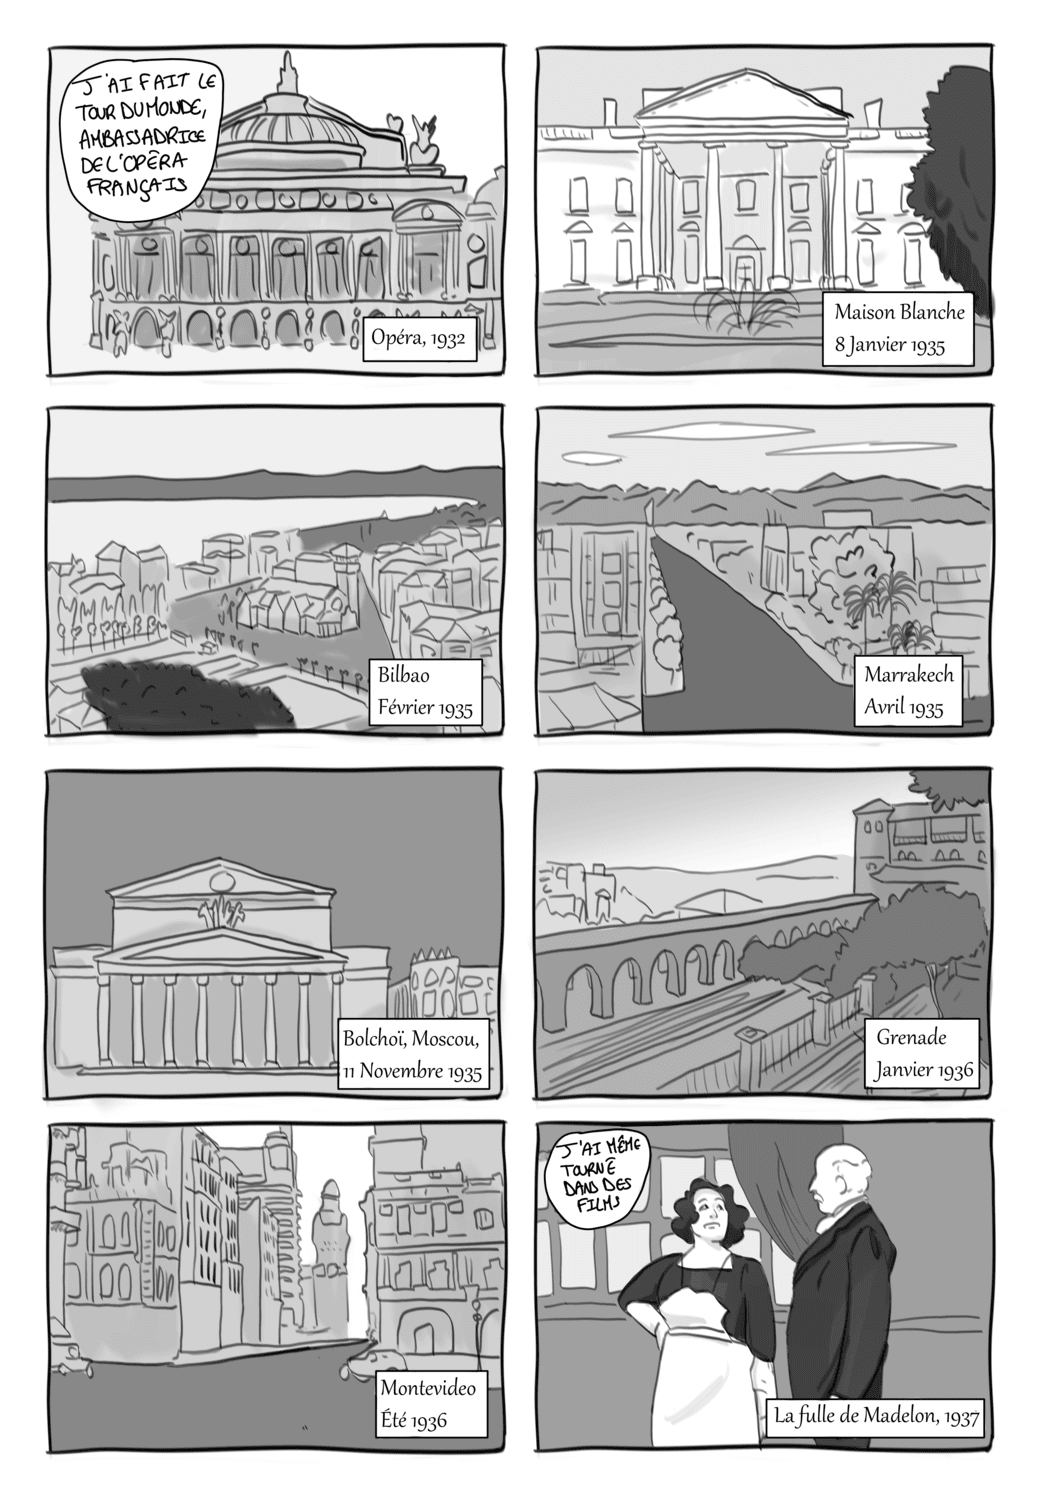 J'AI FAIT LE
TOUR DU MONDE,
AMBASSADRICE
DE L'OPÊRA
FRANÇAIS
Opéra, 1932
Maison Blanche
8 Janvier 1935
Bilbao
Février 1935
Marrakech
Avril 1935
Bolchoï, Moscou,
11 Novembre 1935
Grenade
Janvier 1936
Montevideo
Été 1936
J'AI MÊME
TOURNÉ
DANS DES
FILMS
La fulle de Madelon, 1937